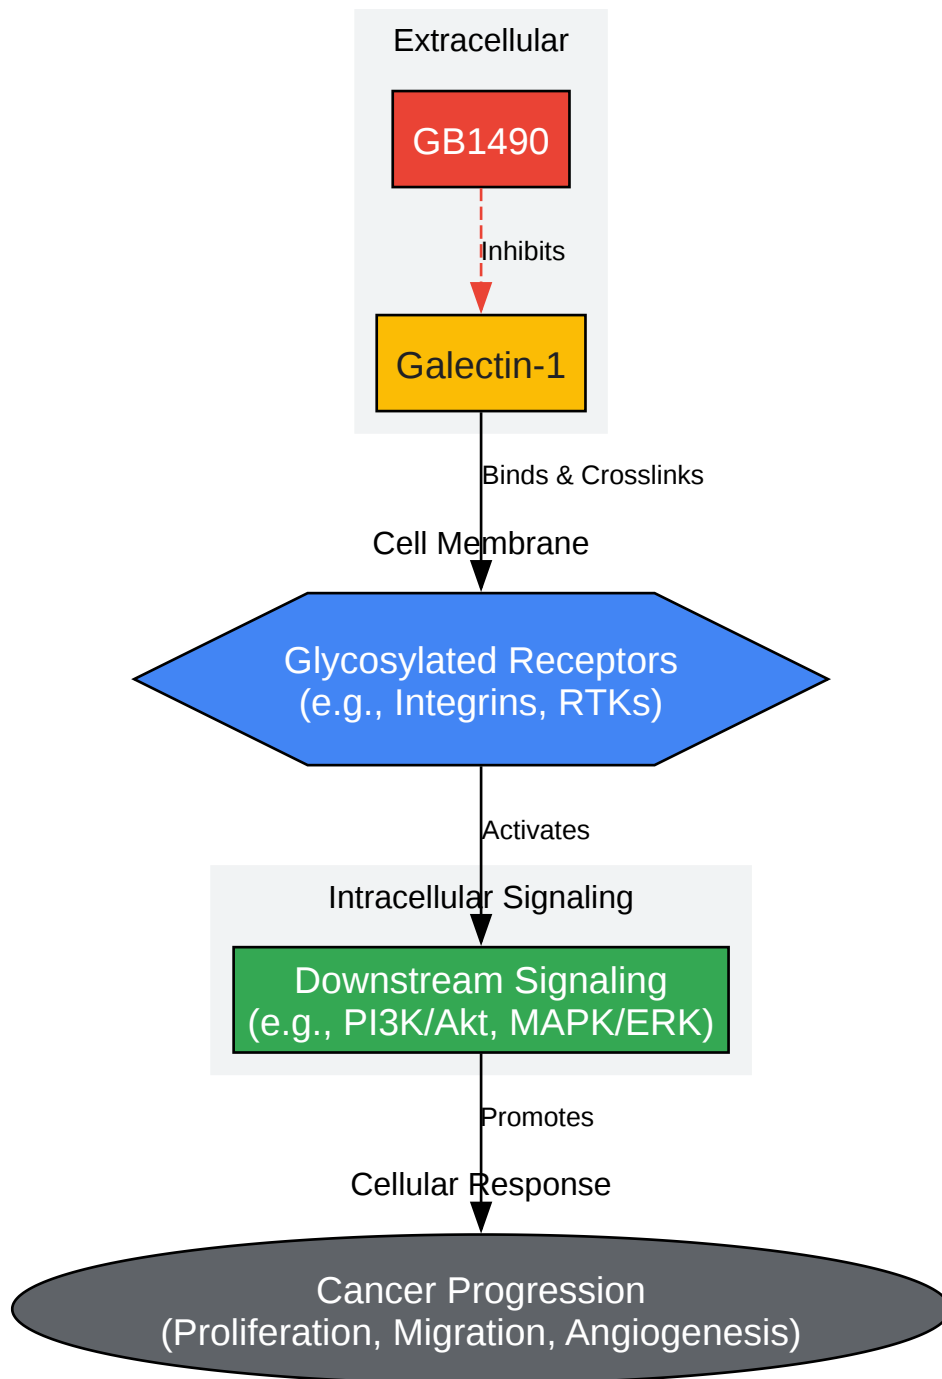 Extracellular
GB1490
Inhibits
Galectin-1
Binds & Crosslinks
Cell Membrane
Glycosylated Receptors
(e.g., Integrins, RTKs)
Activates
Intracellular Signaling
Downstream Signaling
(e.g., PI3K/Akt, MAPK/ERK)
Promotes
Cellular Response
Cancer Progression
(Proliferation, Migration, Angiogenesis)